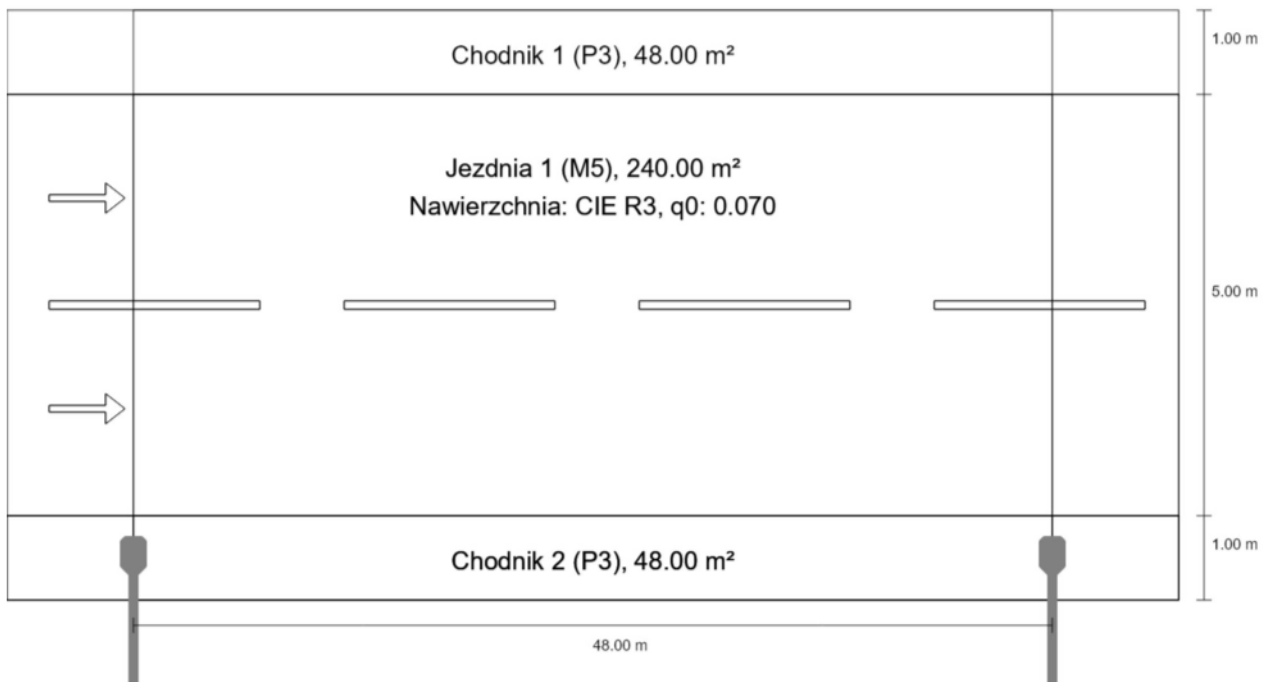 Chodnik 1 (P3), 48.00 m²
1.00 m
Jezdnia 1 (M5), 240.00 m²
Nawierzchnia: CIE R3, q0: 0.070
5.00 m
Chodnik 2 (P3), 48.00 m²
1.00 m
48.00 m